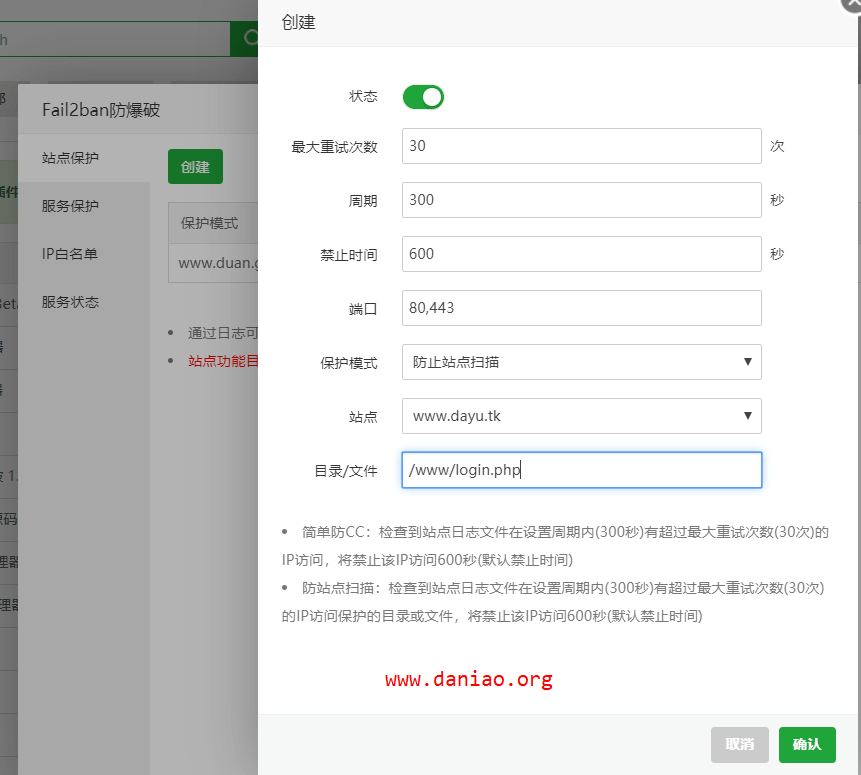 h
创建
Fail2ban防爆破
站点保护
服务保护
IP白名单
服务状态
创建
保护模式
www.duan.g
通过日志可
站点功能目
状态
最大重试次数 30 次
周期 300 秒
禁止时间 600 秒
端口 80,443
保护模式 防止站点扫描
站点 www.dayu.tk
目录/文件 /www/login.php
• 简单防CC：检查到站点日志文件在设置周期内(300秒)有超过最大重试次数(30次)的
IP访问，将禁止该IP访问600秒(默认禁止时间)
• 防站点扫描：检查到站点日志文件在设置周期内(300秒)有超过最大重试次数(30次)
的IP访问保护的目录或文件，将禁止该IP访问600秒(默认禁止时间)
www.daniao.org
取消 确认